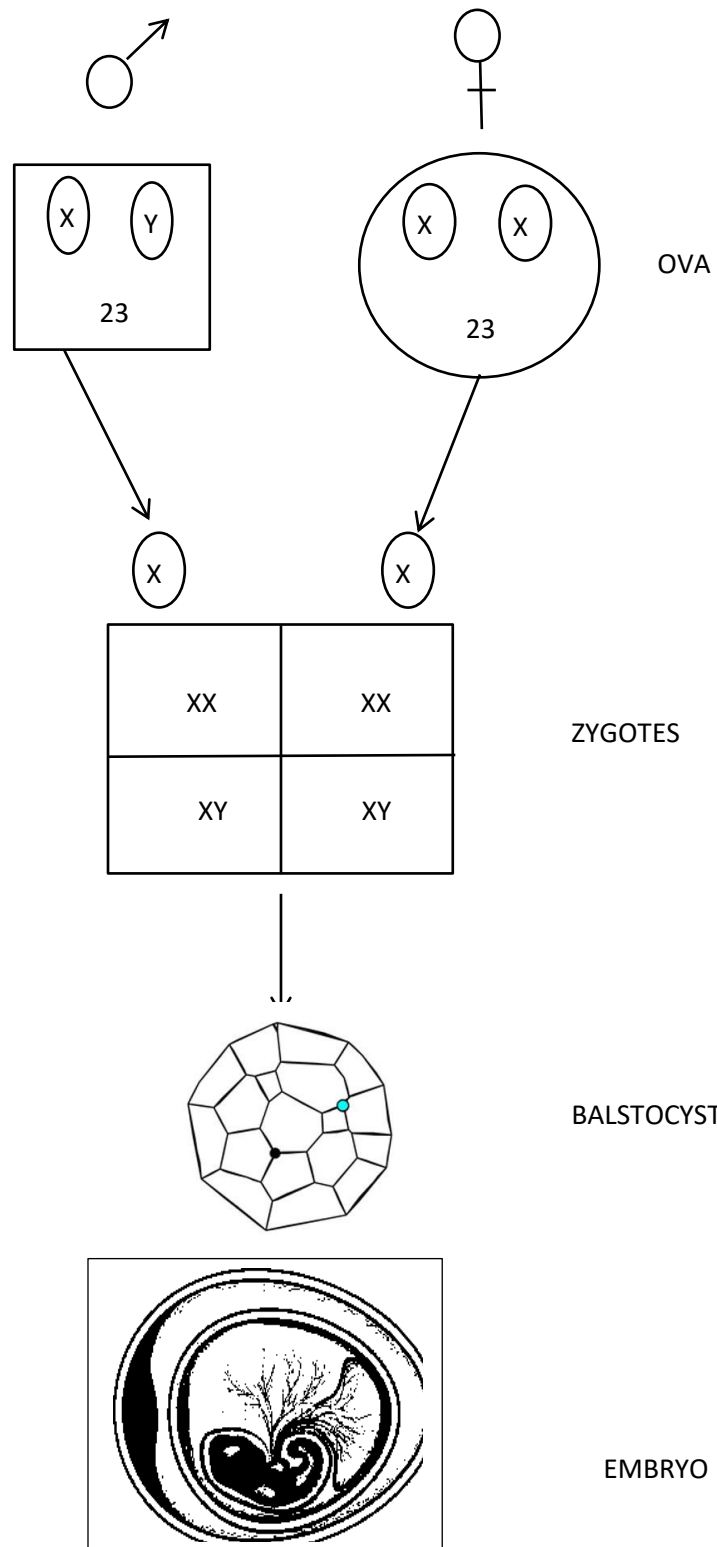 X Y
X X
OVA
23
23
X X
XX XX
ZYGOTES
XY XY
BALSTOCYST
EMBRYO